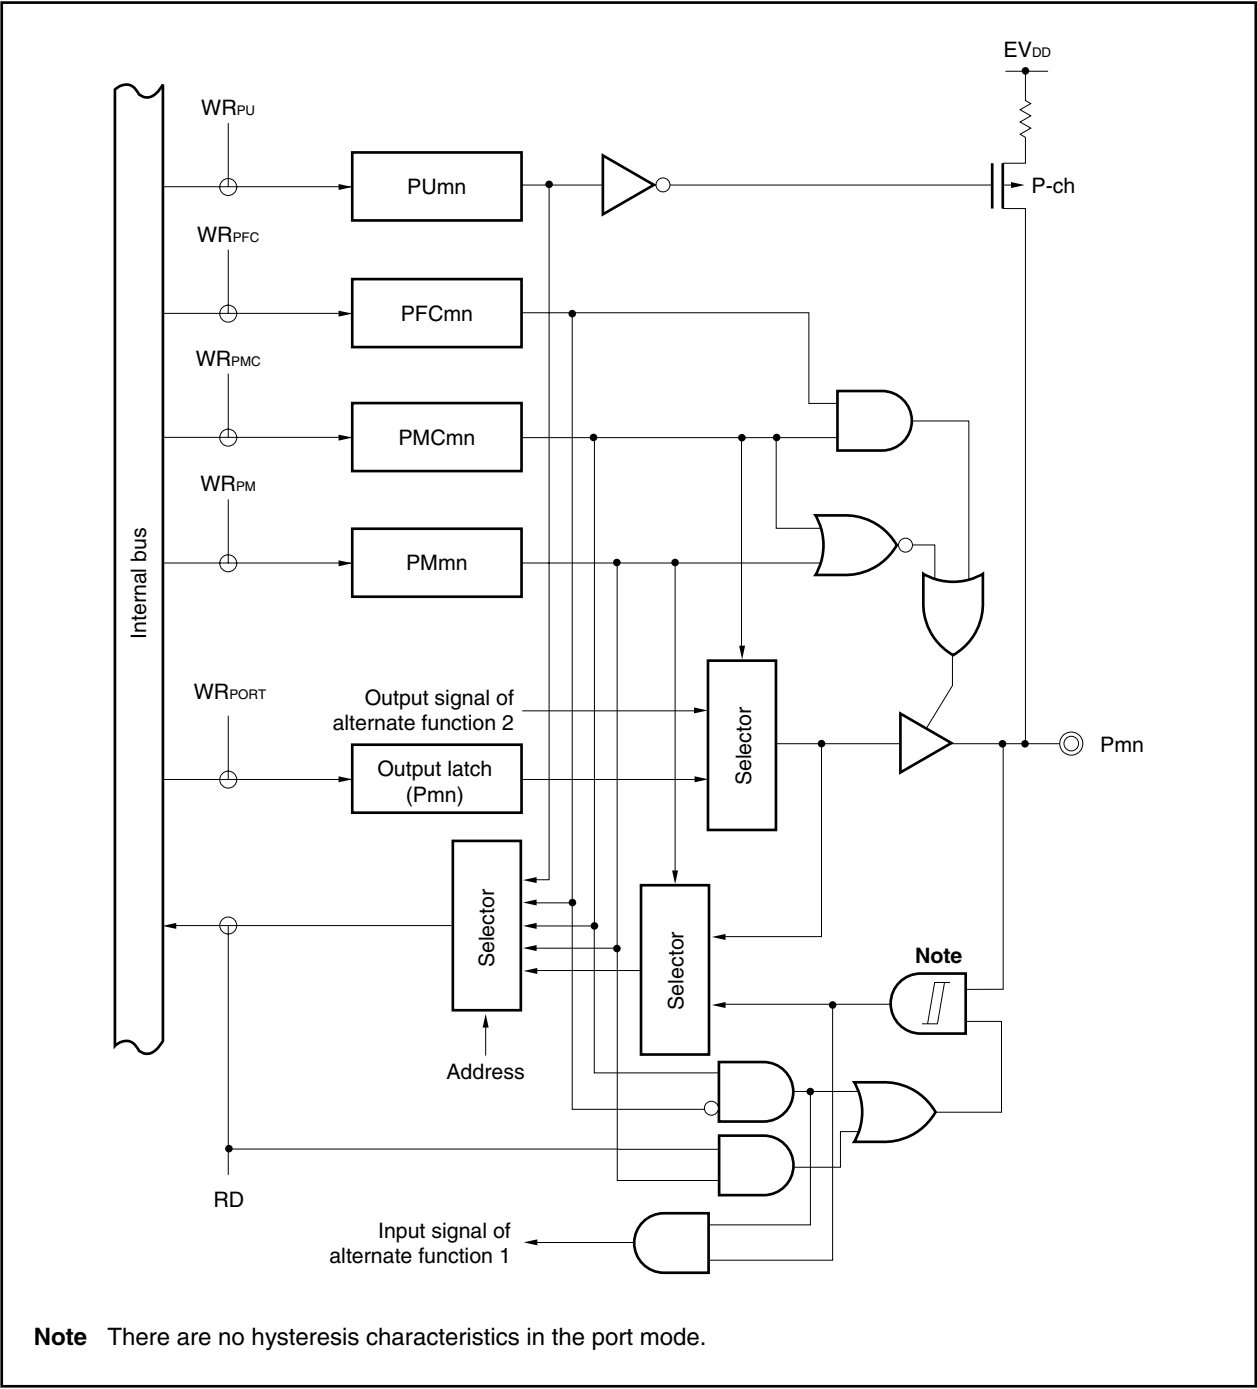 EVDD
WRPU
PUmn
P-ch
WRPFC
PFCmn
WRPMC
PMCmn
WRPM
PMmn
Internal bus
WRPORT
Output signal of
alternate function 2
Output latch
(Pmn)
Selector
Pmn
Selector
Selector
Note
Address
RD
Input signal of
alternate function 1
Note There are no hysteresis characteristics in the port mode.